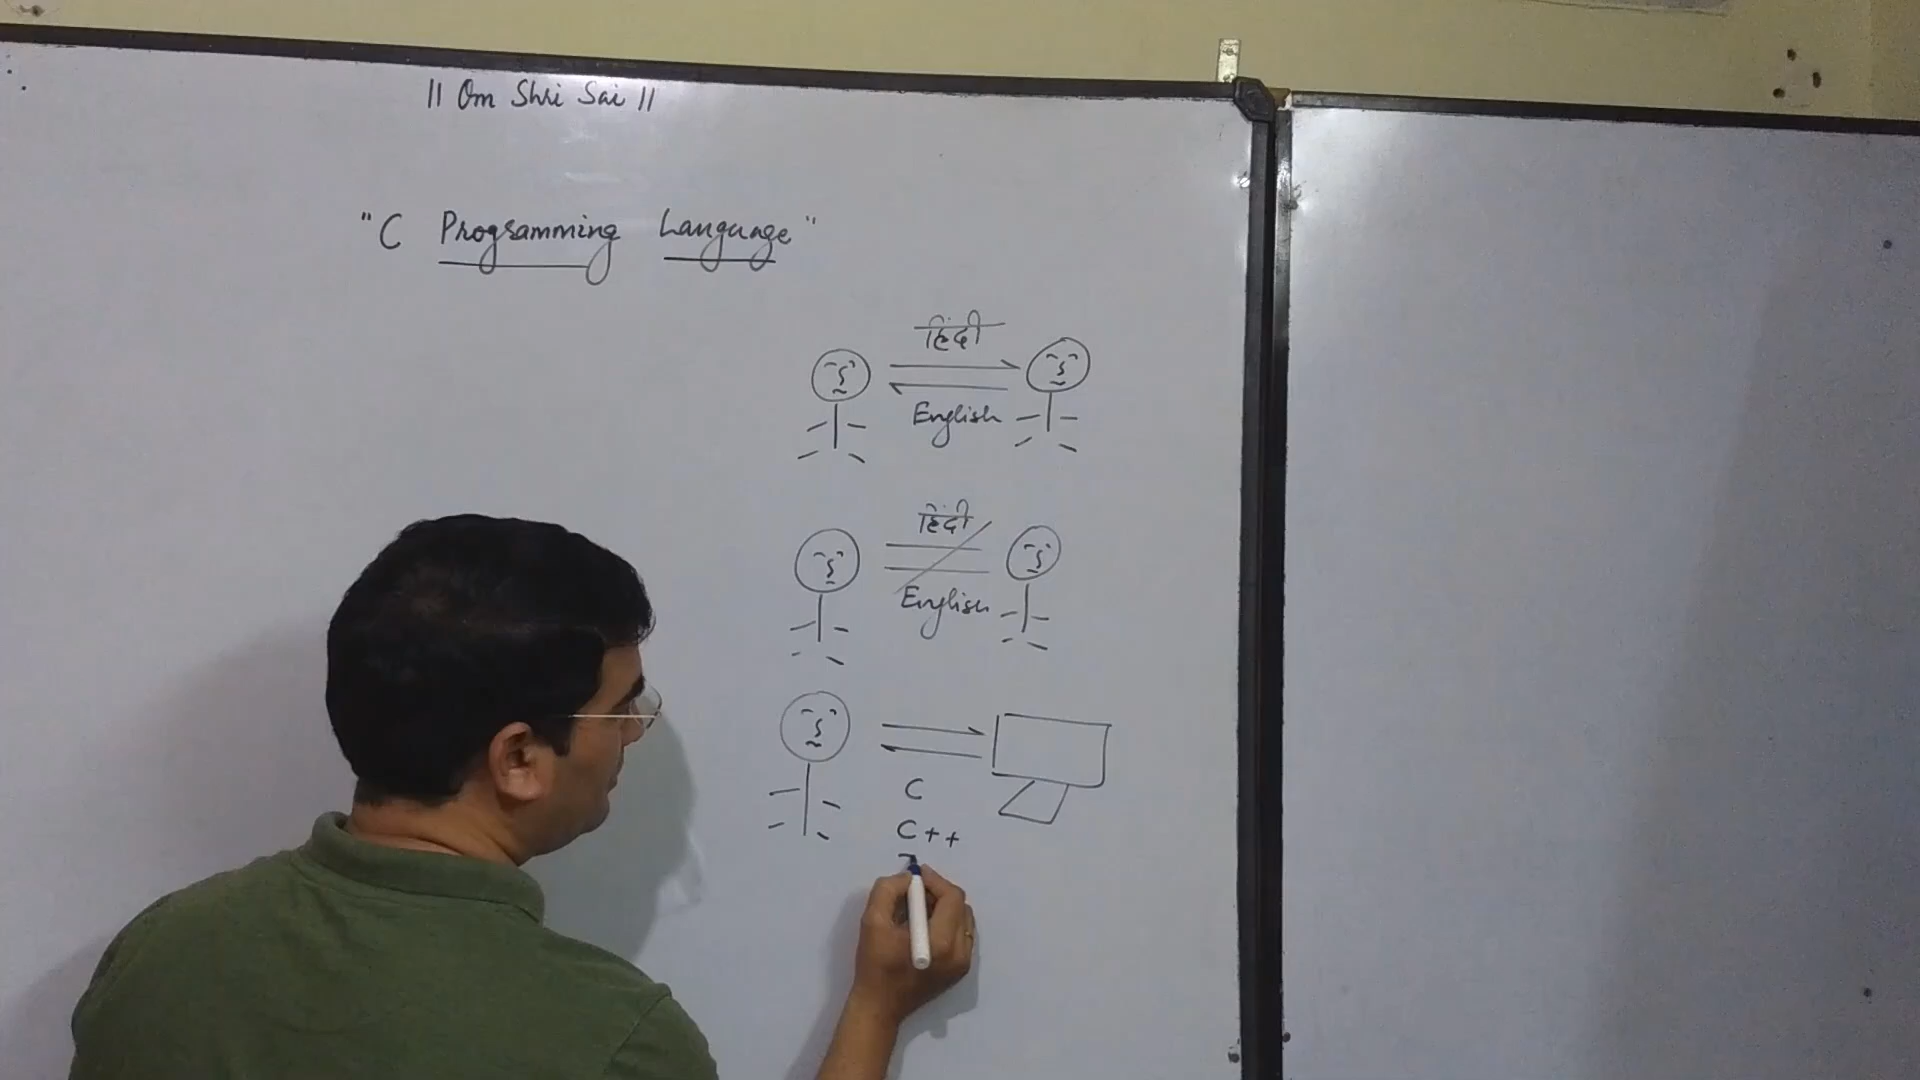 || Om Shri Sai ||
"C Programming Language"
हिंदी
English
हिंदी
English
C
C++